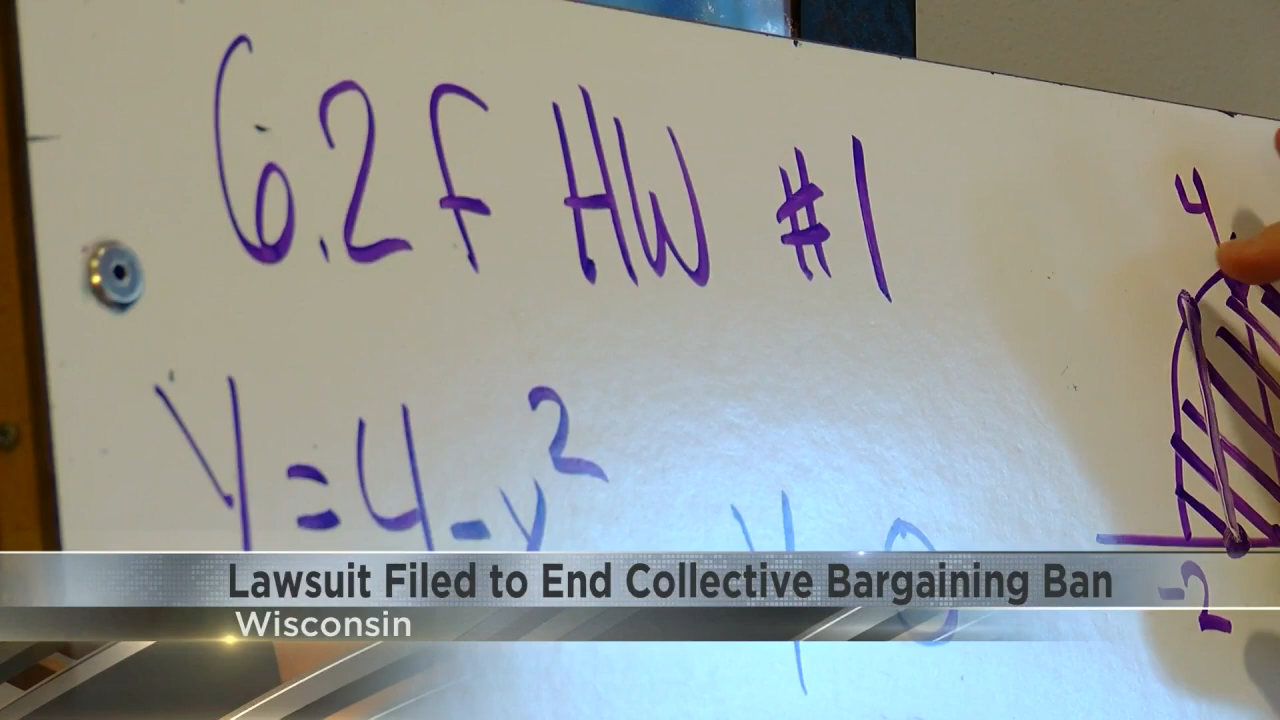 6.2F HW #1
4
y=4-x²
-2
Lawsuit Filed to End Collective Bargaining Ban
Wisconsin